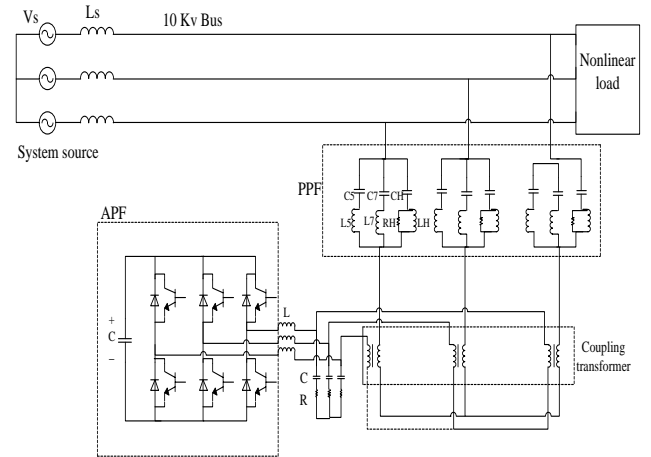 Vs
Ls
10 Kv Bus
Nonlinear
load
System source
PPF
C5
C7
CH
L5
L7
RH
LH
APF
+
C
−
L
C
R
Coupling
transformer